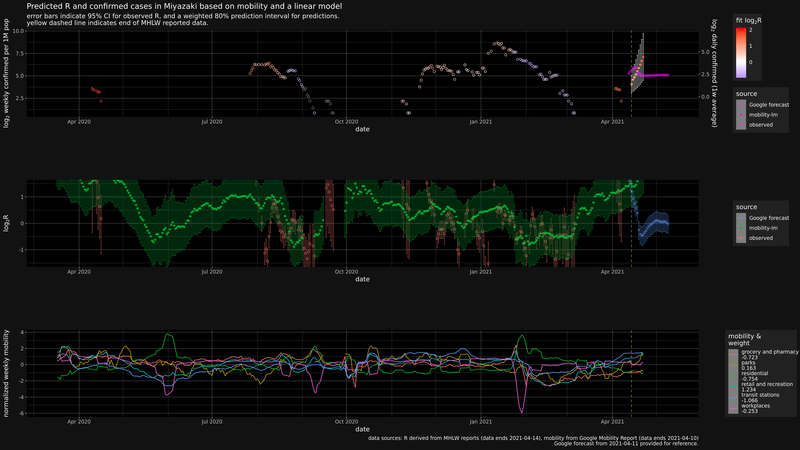 Predicted R and confirmed cases in Miyazaki based on mobility and a linear model
error bars indicate 95% CI for observed R, and a weighted 80% prediction interval for predictions.
yellow dashed line indicates end of MHLW reported data.
log₂ weekly confirmed per 1M pop
10.0
7.5
5.0
2.5
Apr 2020
Jul 2020
Oct 2020
Jan 2021
Apr 2021
date
5.0
2.5
0.0
log₂ daily confirmed (1w average)
fit log₂R
2
1
0
source
Google forecast
mobility-lm
observed
log₂R
1
0
-1
Apr 2020
Jul 2020
Oct 2020
Jan 2021
Apr 2021
date
source
Google forecast
mobility-lm
observed
normalized weekly mobility
4
2
0
-2
-4
-6
Apr 2020
Jul 2020
Oct 2020
Jan 2021
Apr 2021
date
mobility &
weight
grocery and pharmacy
-0.723
parks
0.163
residential
-0.754
retail and recreation
1.234
transit stations
-1.066
workplaces
-0.253
data sources: R derived from MHLW reports (data ends 2021-04-14), mobility from Google Mobility Report (data ends 2021-04-10)
Google forecast from 2021-04-11 provided for reference.